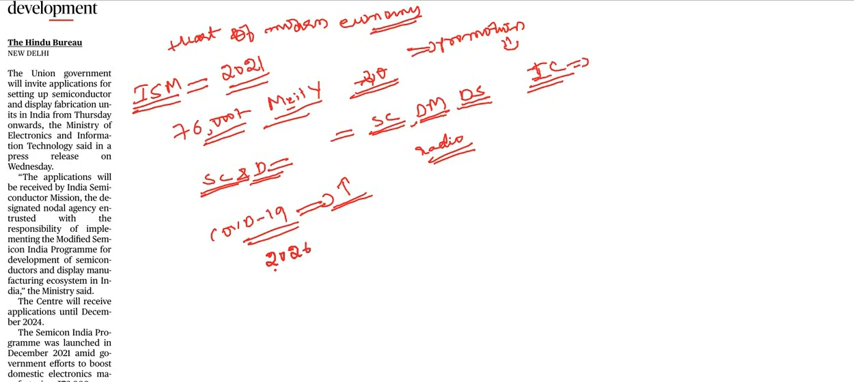 development
The Hindu Bureau
NEW DELHI
The Union government
will invite applications for
setting up semiconductor
and display fabrication un-
its in India from Thursday
onwards, the Ministry of
Electronics and Informa-
tion Technology said in a
press release on
Wednesday.
“The applications will
be received by India Semi-
conductor Mission, the de-
signated nodal agency en-
trusted with the
responsibility of imple-
menting the Modified Sem-
icon India Programme for
development of semicon-
ductors and display manu-
facturing ecosystem in In-
dia,” the Ministry said.
The Centre will receive
applications until Decem-
ber 2024.
The Semicon India Pro-
gramme was launched in
December 2021 amid go-
vernment efforts to boost
domestic electronics ma-
Heart of modern economy
ISM = 2021
76,000+ MeitY
= SC, DM DS
IC =>
radio
SC & D =
COVID-19 => ↑
2026